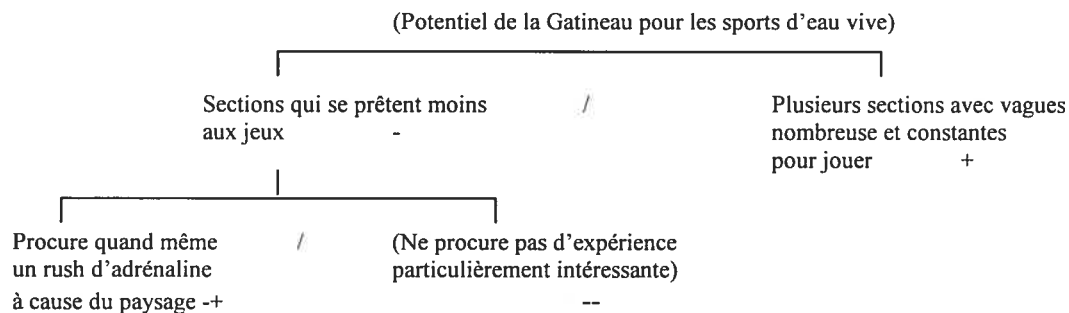 (Potentiel de la Gatineau pour les sports d'eau vive)
Sections qui se prêtent moins
aux jeux -
/
Plusieurs sections avec vagues
nombreuse et constantes
pour jouer +
Procure quand même
un rush d'adrénaline
à cause du paysage -+
/
(Ne procure pas d'expérience
particulièrement intéressante)
--